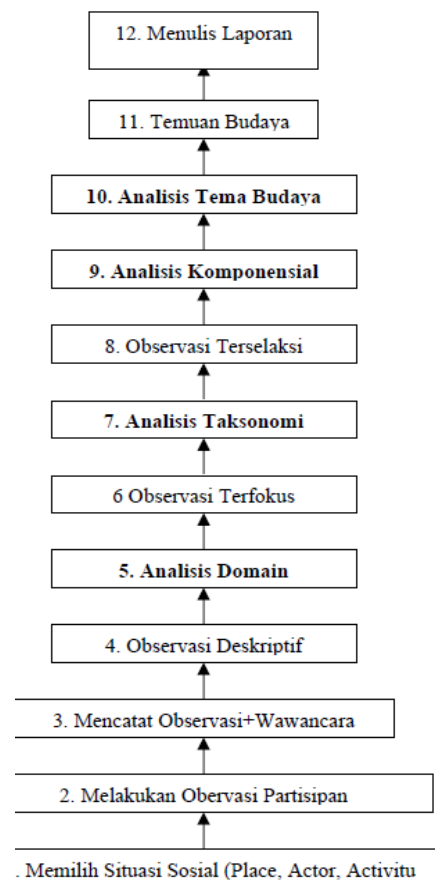 12. Menulis Laporan
11. Temuan Budaya
10. Analisis Tema Budaya
9. Analisis Komponensial
8. Observasi Terselaksi
7. Analisis Taksonomi
6 Observasi Terfokus
5. Analisis Domain
4. Observasi Deskriptif
3. Mencatat Observasi+Wawancara
2. Melakukan Obervasi Partisipan
. Memilih Situasi Sosial (Place, Actor, Activitu